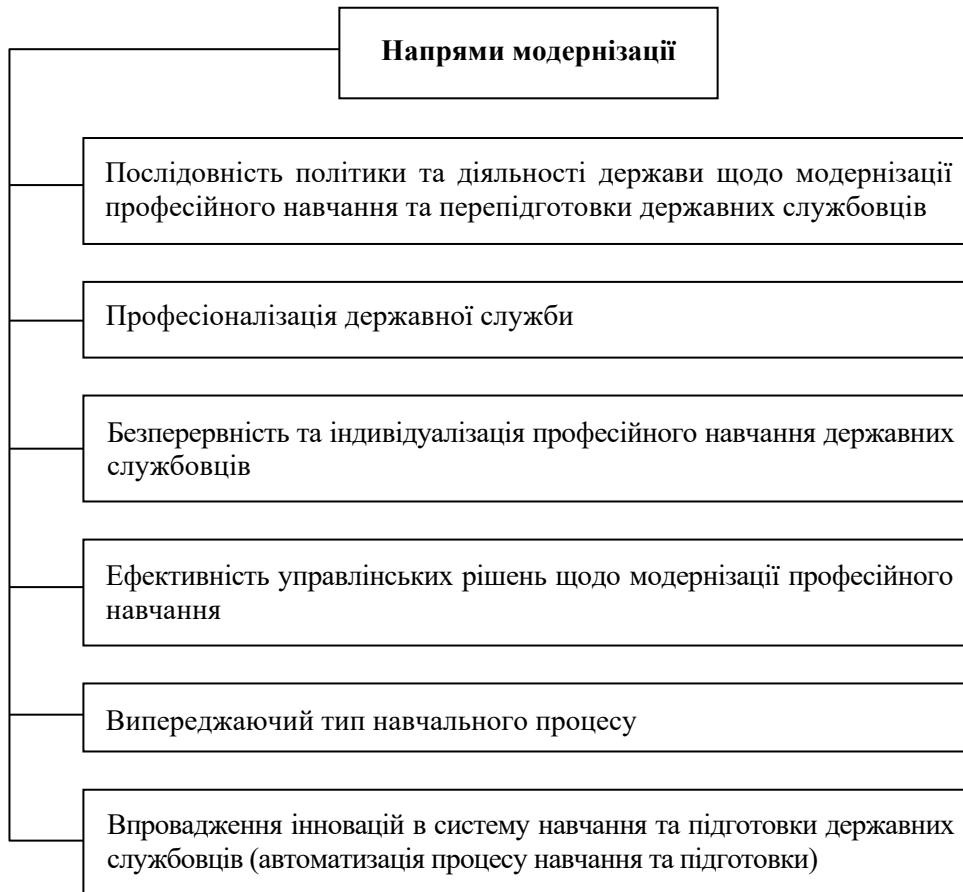 Напрями модернізації
Послідовність політики та діяльності держави щодо модернізації
професійного навчання та перепідготовки державних службовців
Професіоналізація державної служби
Безперервність та індивідуалізація професійного навчання державних
службовців
Ефективність управлінських рішень щодо модернізації професійного
навчання
Випереджаючий тип навчального процесу
Впровадження інновацій в систему навчання та підготовки державних
службовців (автоматизація процесу навчання та підготовки)